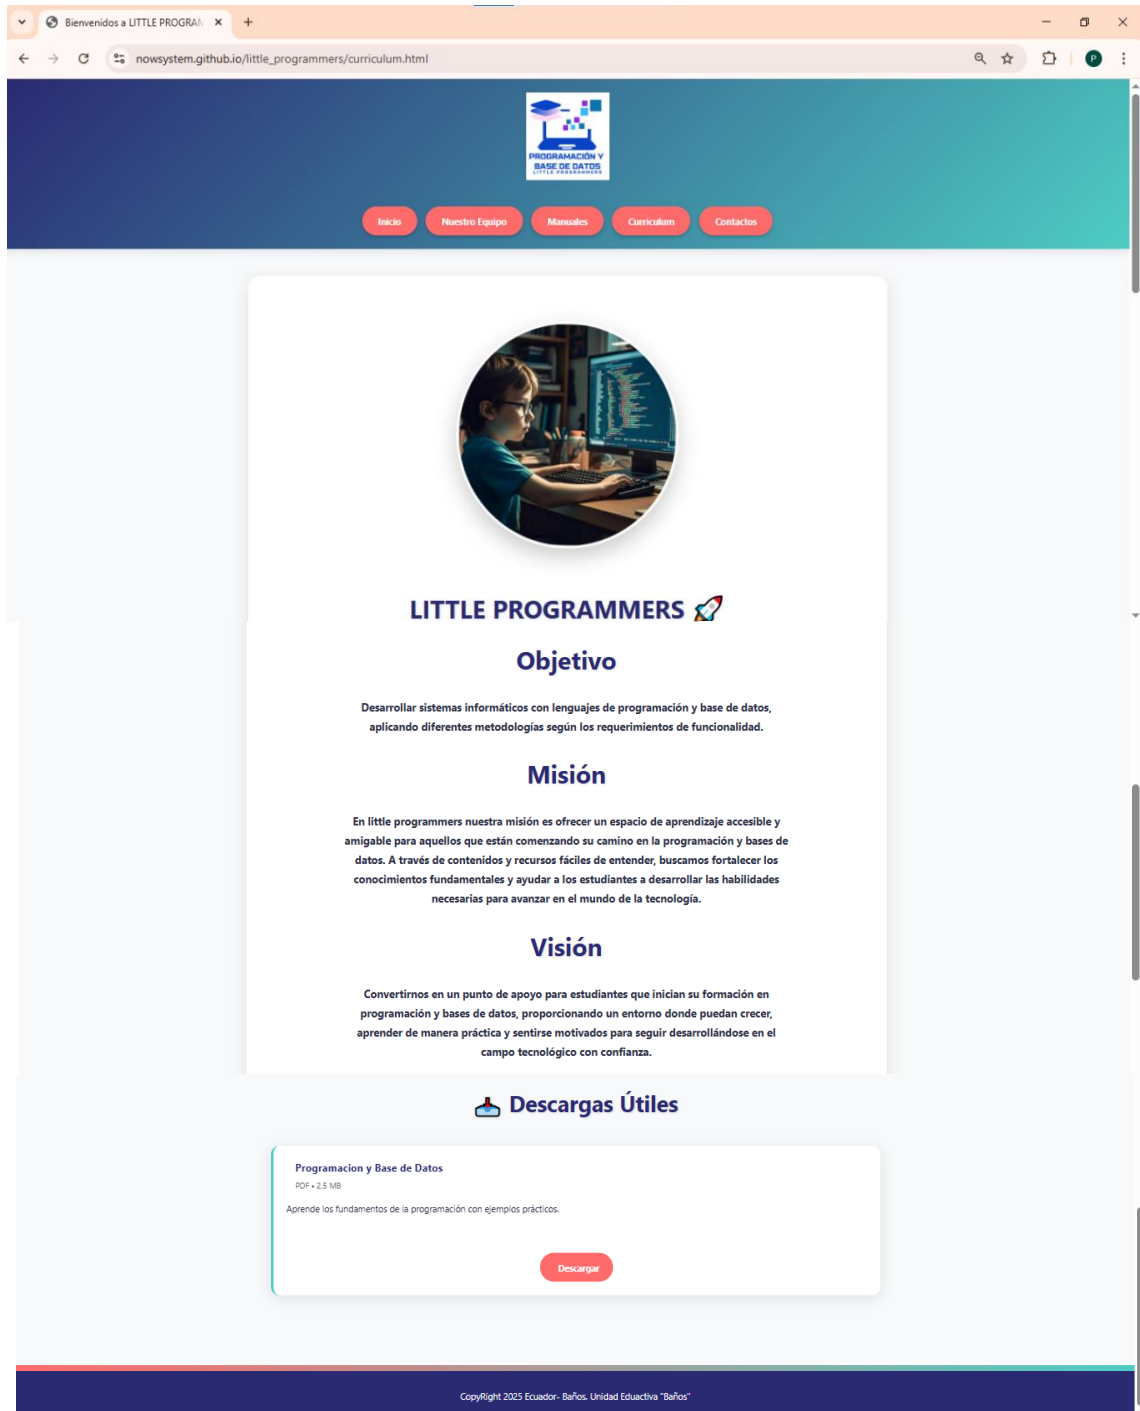 Bienvenidos a LITTLE PROGRAM
nowsystem.github.io/little_programmers/curriculum.html
P
PROGRAMACIÓN Y
BASE DE DATOS
LITTLE PROGRAMMERS
Inicio
Nuestro Equipo
Manuales
Curriculum
Contactos
LITTLE PROGRAMMERS 🚀
Objetivo
Desarrollar sistemas informáticos con lenguajes de programación y base de datos,
aplicando diferentes metodologías según los requerimientos de funcionalidad.
Misión
En little programmers nuestra misión es ofrecer un espacio de aprendizaje accesible y
amigable para aquellos que están comenzando su camino en la programación y bases de
datos. A través de contenidos y recursos fáciles de entender, buscamos fortalecer los
conocimientos fundamentales y ayudar a los estudiantes a desarrollar las habilidades
necesarias para avanzar en el mundo de la tecnología.
Visión
Convertirnos en un punto de apoyo para estudiantes que inician su formación en
programación y bases de datos, proporcionando un entorno donde puedan crecer,
aprender de manera práctica y sentirse motivados para seguir desarrollándose en el
campo tecnológico con confianza.
📥 Descargas Útiles
Programacion y Base de Datos
PDF • 2.5 MB
Aprende los fundamentos de la programación con ejemplos prácticos.
Descargar
CopyRight 2025 Ecuador- Baños. Unidad Eduactiva "Baños"